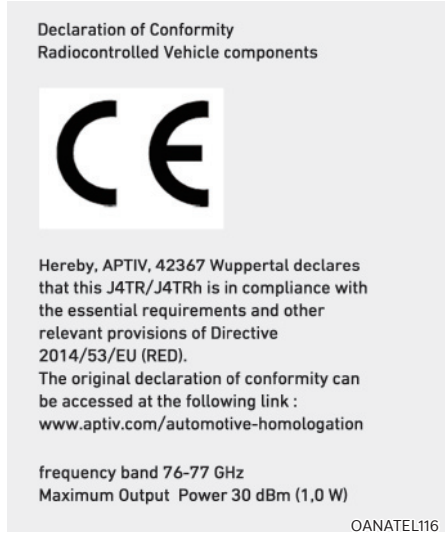 Declaration of Conformity
Radiocontrolled Vehicle components
CE
Hereby, APTIV, 42367 Wuppertal declares
that this J4TR/J4TRh is in compliance with
the essential requirements and other
relevant provisions of Directive
2014/53/EU (RED).
The original declaration of conformity can
be accessed at the following link :
www.aptiv.com/automotive-homologation
frequency band 76-77 GHz
Maximum Output  Power 30 dBm (1,0 W)
OANATEL116